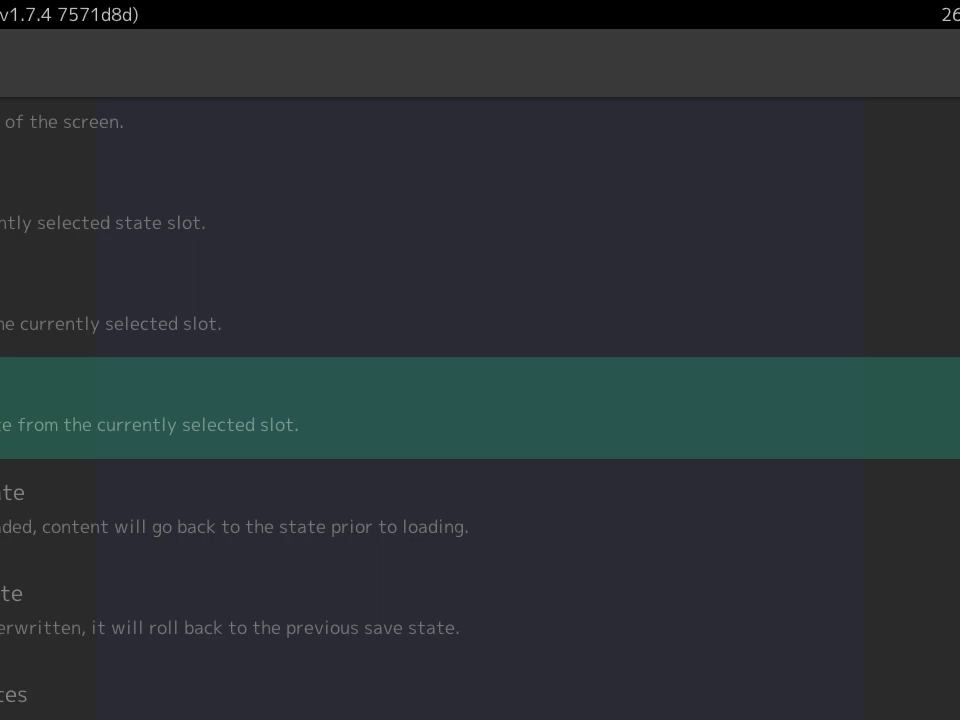 v1.7.4 7571d8d)
26
of the screen.
ntly selected state slot.
he currently selected slot.
te from the currently selected slot.
ate
aded, content will go back to the state prior to loading.
te
erwritten, it will roll back to the previous save state.
tes